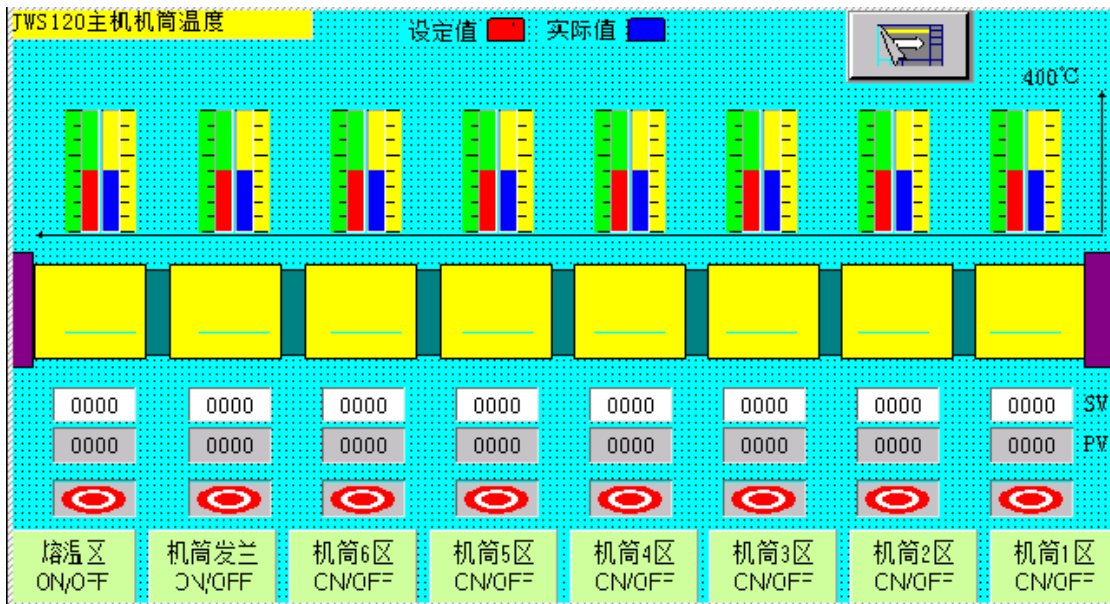 JWS120主机机筒温度
设定值 实际值
400℃
0000 0000 0000 0000 0000 0000 0000 0000 SV
0000 0000 0000 0000 0000 0000 0000 0000 PV
熔温区 机筒发兰 机筒6区 机筒5区 机筒4区 机筒3区 机筒2区 机筒1区
ON/OFF ON/OFF ON/OFF ON/OFF ON/OFF ON/OFF ON/OFF ON/OFF